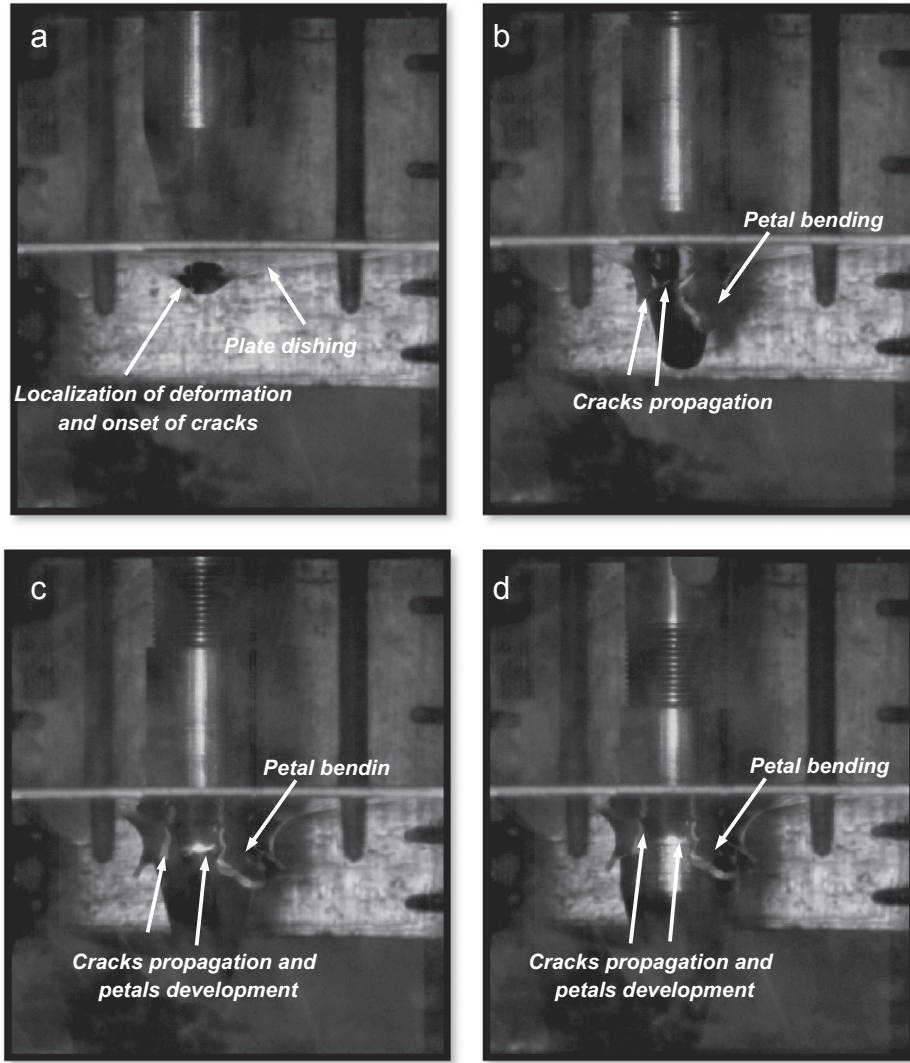 a
Plate dishing
Localization of deformation
and onset of cracks
b
Petal bending
Cracks propagation
c
Petal bendin
Cracks propagation and
petals development
d
Petal bending
Cracks propagation and
petals development